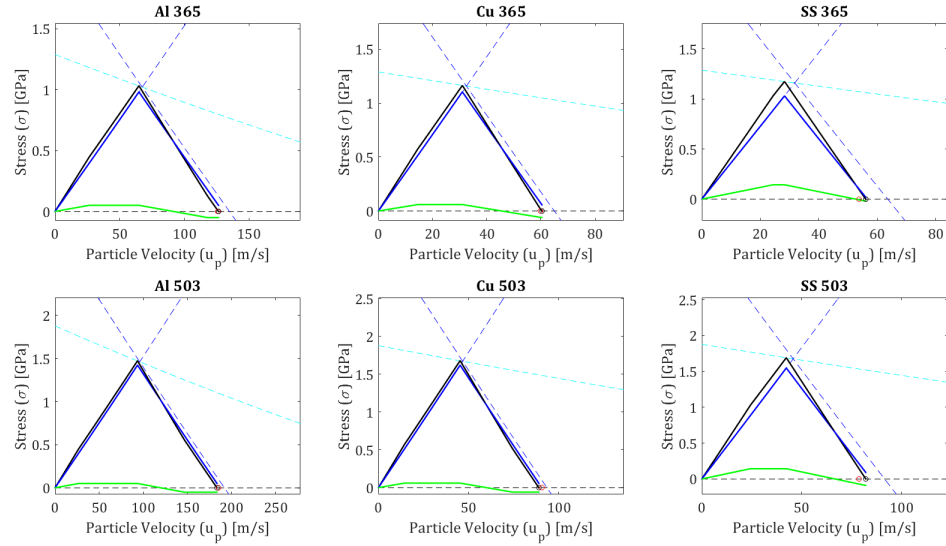 Al 365
Cu 365
SS 365
Stress (σ) [GPa]
1.5
1
0.5
0
0
50
100
150
Particle Velocity (u_p) [m/s]
Stress (σ) [GPa]
1.5
1
0.5
0
0
20
40
60
80
Particle Velocity (u_p) [m/s]
Stress (σ) [GPa]
1.5
1
0.5
0
0
20
40
60
80
Particle Velocity (u_p) [m/s]
Al 503
Cu 503
SS 503
Stress (σ) [GPa]
2
1.5
1
0.5
0
0
100
200
Particle Velocity (u_p) [m/s]
Stress (σ) [GPa]
2.5
2
1.5
1
0.5
0
0
50
100
Particle Velocity (u_p) [m/s]
Stress (σ) [GPa]
2.5
2
1.5
1
0.5
0
0
50
100
Particle Velocity (u_p) [m/s]